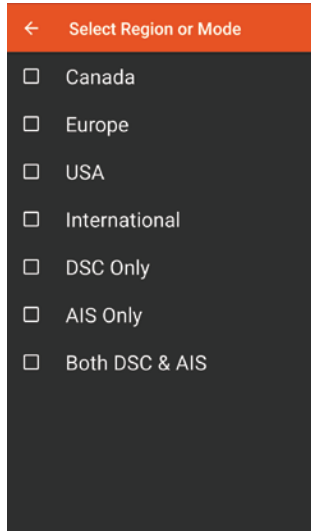 Select Region or Mode
Canada
Europe
USA
International
DSC Only
AIS Only
Both DSC & AIS